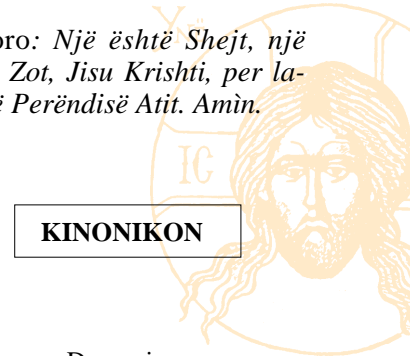 oro: Një është Shejt, një
Zot, Jisu Krishti, per la-
ë Perëndisë Atit. Amìn.
IC
KINONIKON